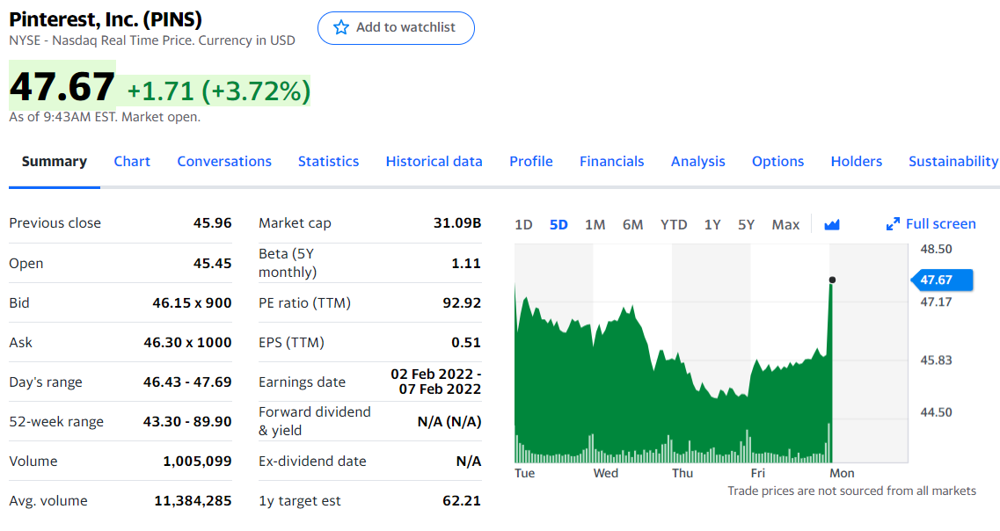 Pinterest, Inc. (PINS)
NYSE - Nasdaq Real Time Price. Currency in USD
Add to watchlist
47.67 +1.71 (+3.72%)
As of 9:43AM EST. Market open.
Summary Chart Conversations Statistics Historical data Profile Financials Analysis Options Holders Sustainability
Previous close 45.96
Open 45.45
Bid 46.15 x 900
Ask 46.30 x 1000
Day's range 46.43 - 47.69
52-week range 43.30 - 89.90
Volume 1,005,099
Avg. volume 11,384,285
Market cap 31.09B
Beta (5Y
monthly) 1.11
PE ratio (TTM) 92.92
EPS (TTM) 0.51
Earnings date 02 Feb 2022 -
07 Feb 2022
Forward dividend
& yield N/A (N/A)
Ex-dividend date N/A
1y target est 62.21
1D 5D 1M 6M YTD 1Y 5Y Max Full screen
48.50
47.67
47.17
45.83
44.50
Tue Wed Thu Fri Mon
Trade prices are not sourced from all markets